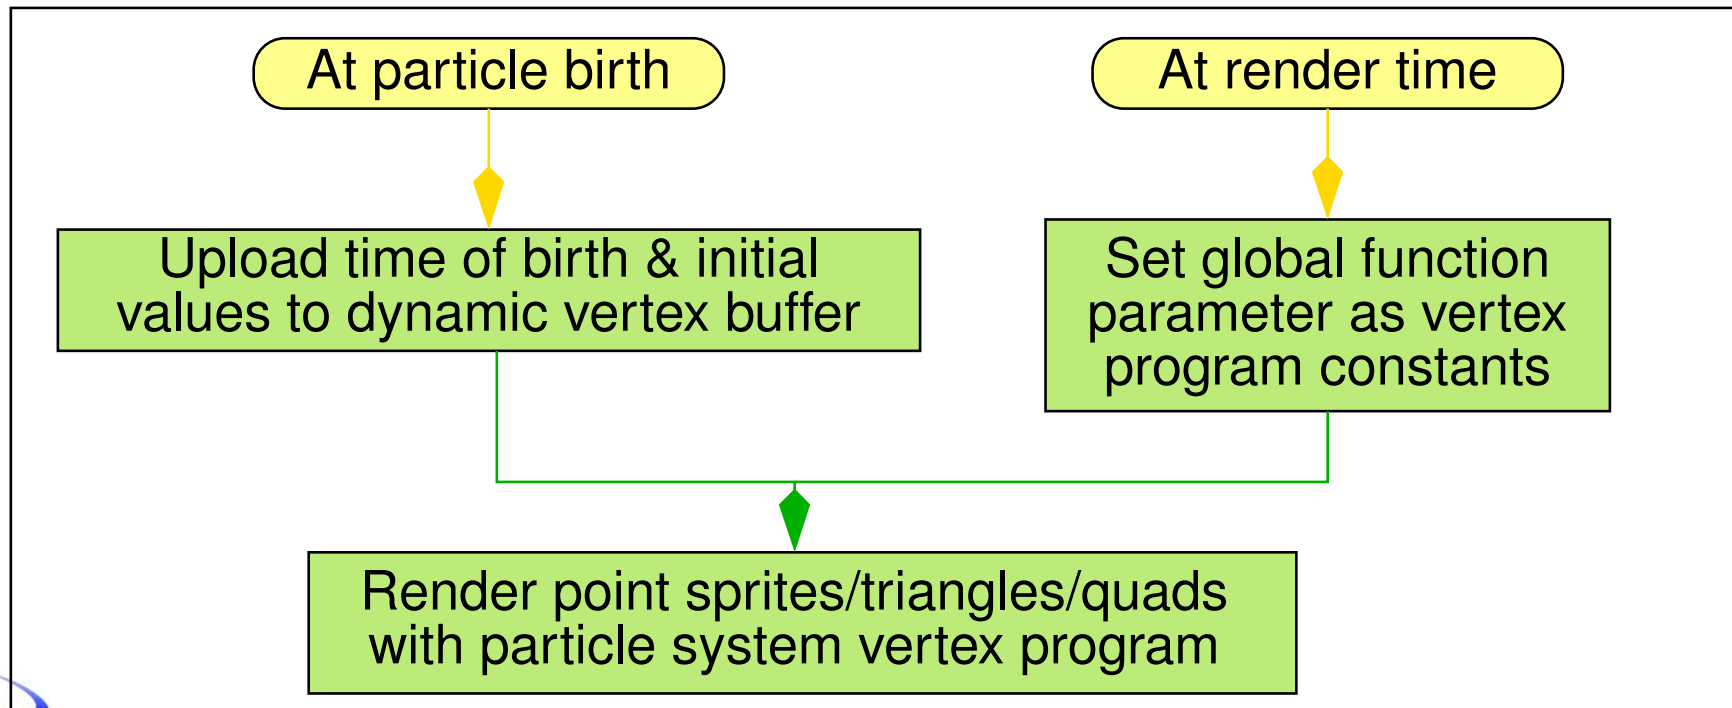 At particle birth
At render time
Upload time of birth & initial
values to dynamic vertex buffer
Set global function
parameter as vertex
program constants
Render point sprites/triangles/quads
with particle system vertex program